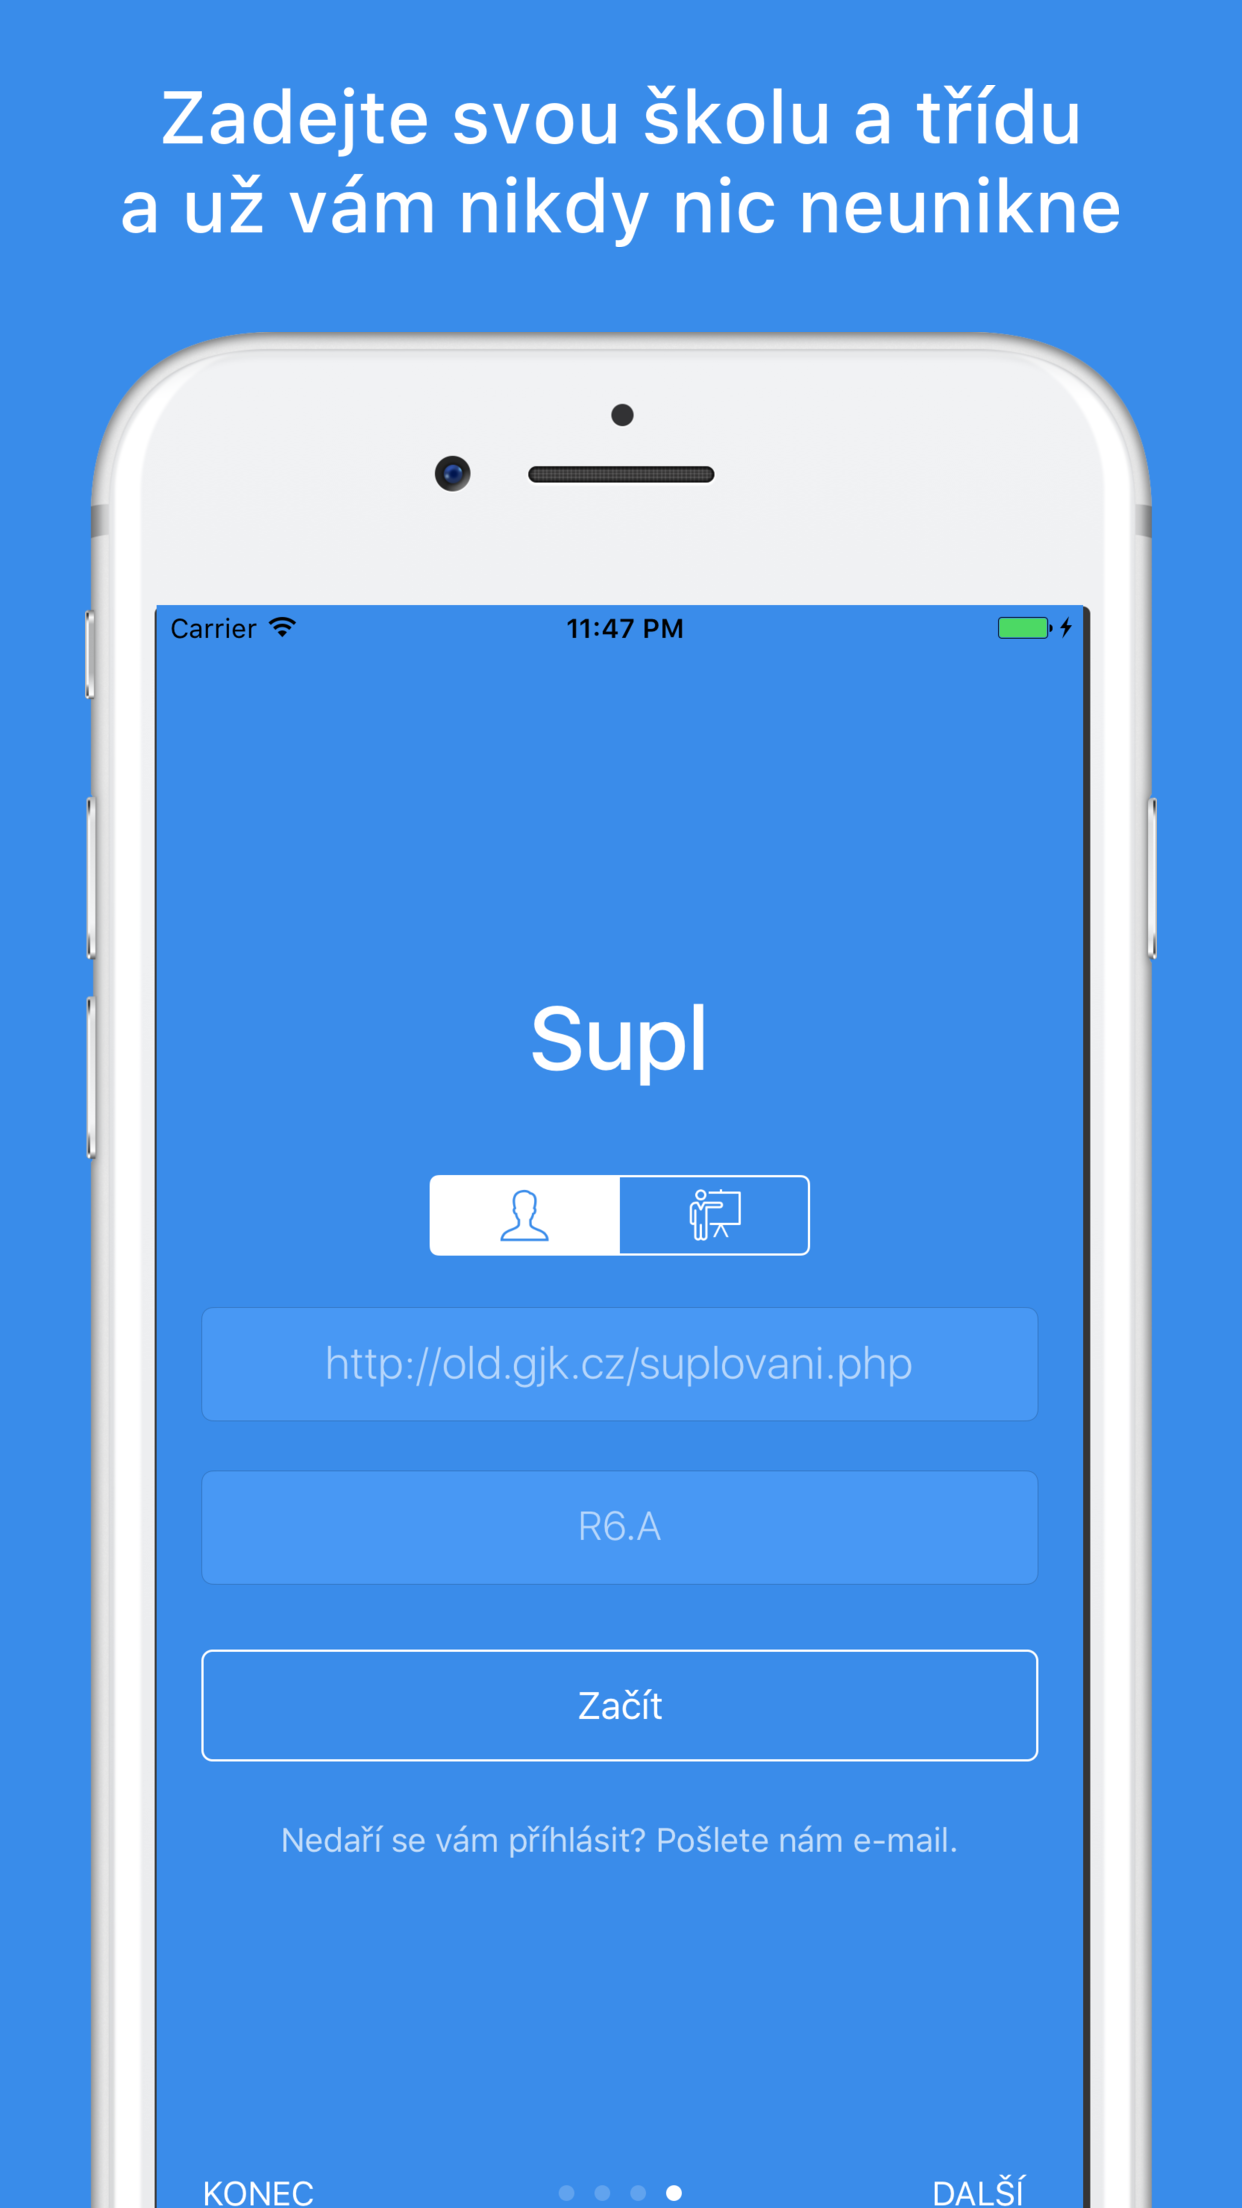 Zadejte svou školu a třídu
a už vám nikdy nic neunikne
Carrier 11:47 PM
Supl
http://old.gjk.cz/suplovani.php
R6.A
Začít
Nedaří se vám příhlásit? Pošlete nám e-mail.
KONEC DALŠÍ